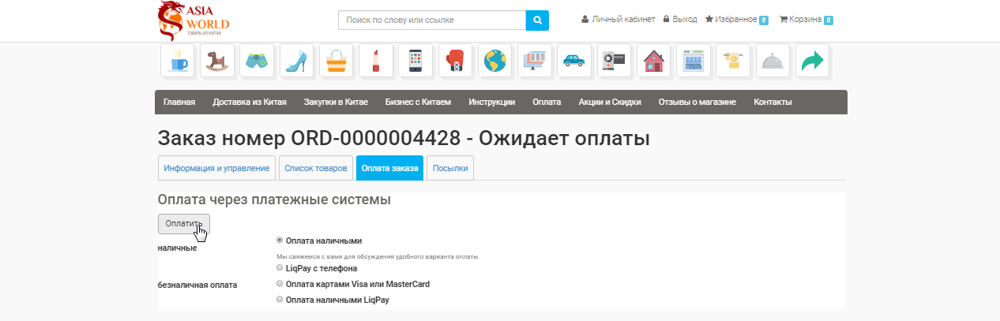 ASIA
WORLD
ТОВАРЫ ИЗ КИТАЯ
Поиск по слову или ссылке
Личный кабинет Выход Избранное 0 Корзина 0
Главная Доставка из Китая Закупки в Китае Бизнес с Китаем Инструкции Оплата Акции и Скидки Отзывы о магазине Контакты
Заказ номер ORD-0000004428 - Ожидает оплаты
Информация и управление Список товаров Оплата заказа Посылки
Оплата через платежные системы
Оплатить
наличные
Оплата наличными
Мы свяжемся с вами для обсуждения удобного варианта оплаты
LiqPay с телефона
безналичная оплата
Оплата картами Visa или MasterCard
Оплата наличными LiqPay